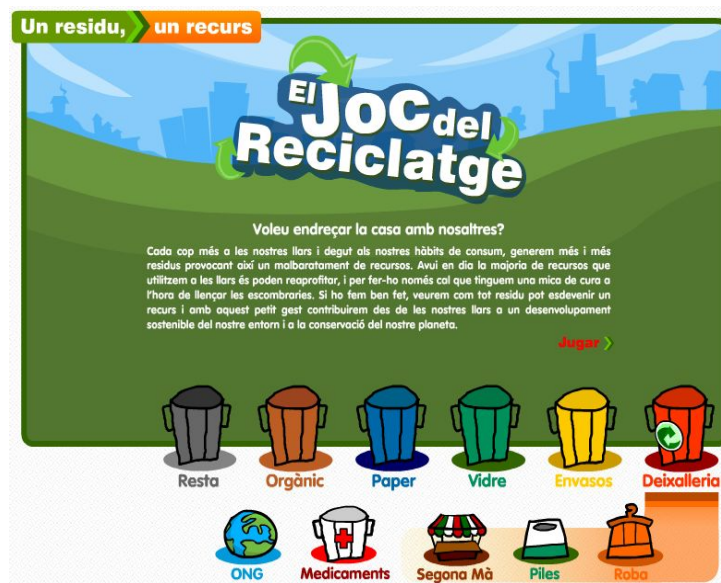 Un residu, un recurs
El Joc del
Reciclatge
Voleu endreçar la casa amb nosaltres?
Cada cop més a les nostres llars i degut als nostres hàbits de consum, generem més i més
residus provocant així un malbaratament de recursos. Avui en dia la majoria de recursos que
utilitzem a les llars és poden reaprofitar, i per fer-ho només cal que tinguem una mica de cura a
l'hora de llençar les escombraries. Si ho fem ben fet, veurem com tot residu pot esdevenir un
recurs i amb aquest petit gest contribuirem des de les nostres llars a un desenvolupament
sostenible del nostre entorn i a la conservació del nostre planeta.
Jugar
Resta Orgànic Paper Vidre Envasos Deixalleria
ONG Medicaments Segona Mà Piles Roba